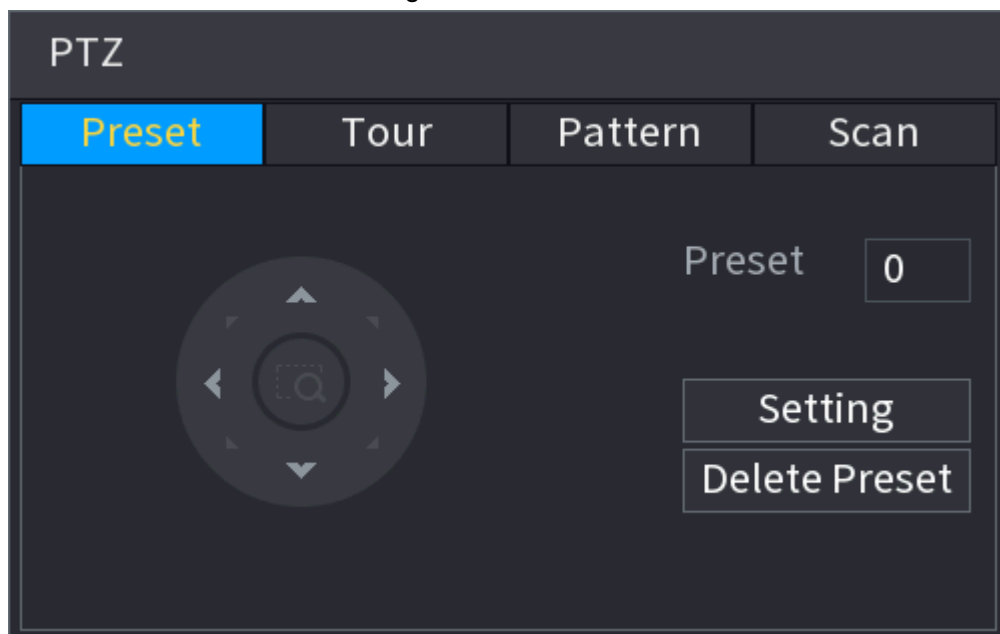 PTZ
Preset Tour Pattern Scan
Preset 0
Setting
Delete Preset